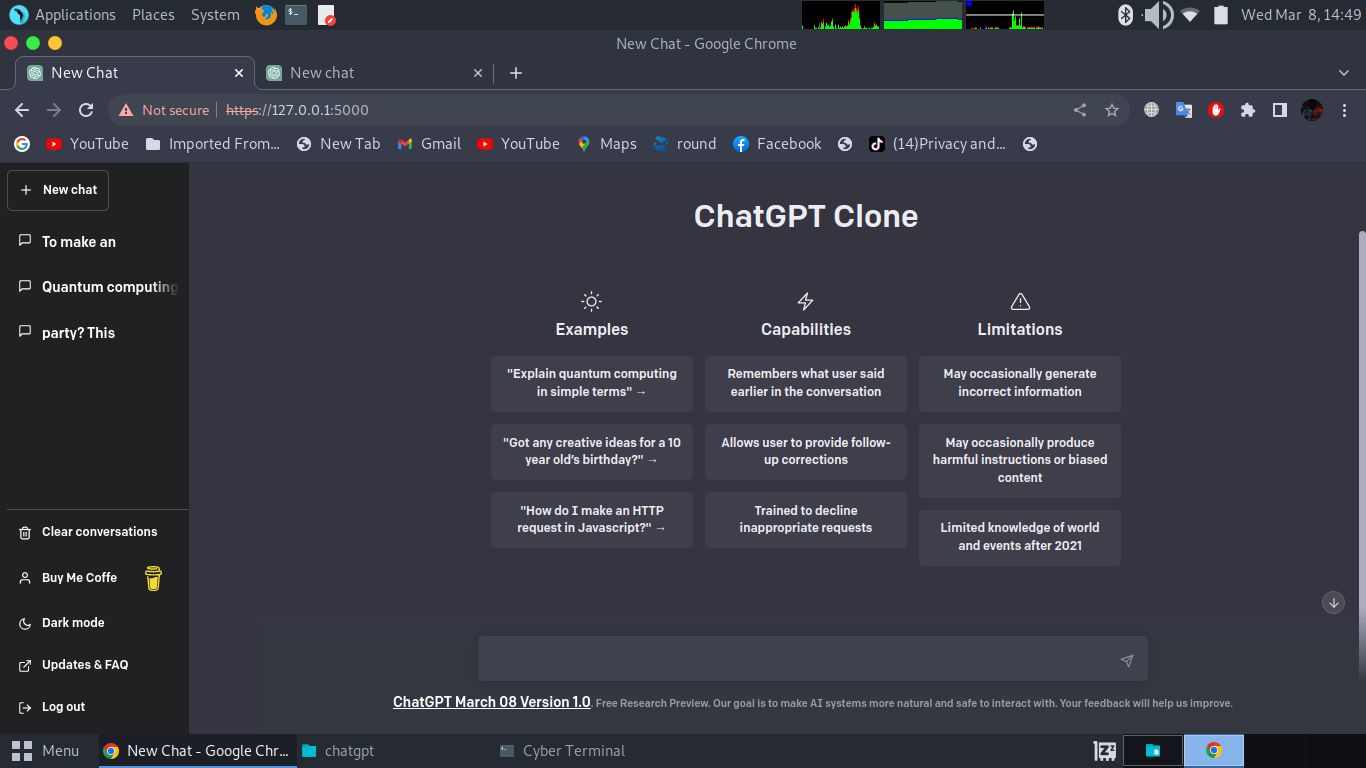 Applications Places System
Wed Mar 8, 14:49
New Chat - Google Chrome
New Chat
New chat
Not secure
https://127.0.0.1:5000
YouTube
Imported From...
New Tab
Gmail
YouTube
Maps
round
Facebook
(14)Privacy and...
New chat
To make an
Quantum computing
party? This
Clear conversations
Buy Me Coffe
Dark mode
Updates & FAQ
Log out
ChatGPT Clone
Examples
"Explain quantum computing
in simple terms" →
"Got any creative ideas for a 10
year old's birthday?" →
"How do I make an HTTP
request in Javascript?" →
Capabilities
Remembers what user said
earlier in the conversation
Allows user to provide follow-
up corrections
Trained to decline
inappropriate requests
Limitations
May occasionally generate
incorrect information
May occasionally produce
harmful instructions or biased
content
Limited knowledge of world
and events after 2021
ChatGPT March 08 Version 1.0. Free Research Preview. Our goal is to make AI systems more natural and safe to interact with. Your feedback will help us improve.
Menu
New Chat - Google Chr...
chatgpt
Cyber Terminal